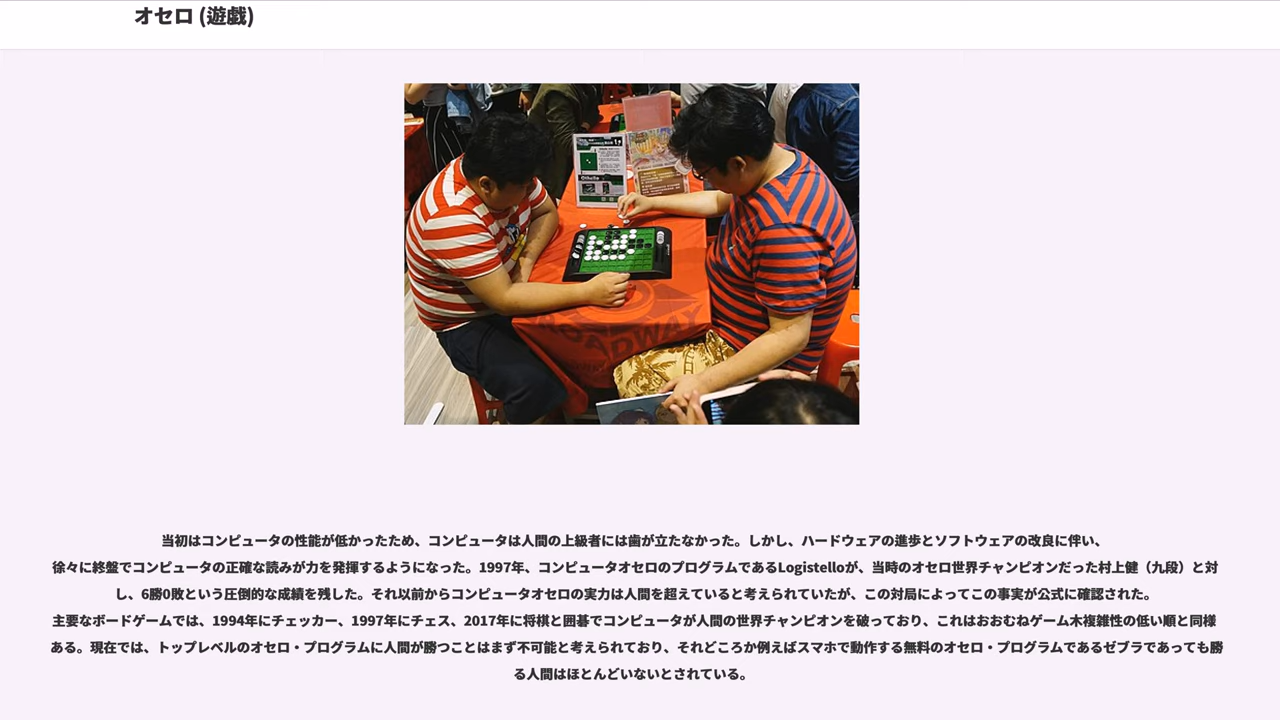 オセロ (遊戯)
Othello
BROADWAY
当初はコンピュータの性能が低かったため、コンピュータは人間の上級者には歯が立たなかった。しかし、ハードウェアの進歩とソフトウェアの改良に伴い、
徐々に終盤でコンピュータの正確な読みが力を発揮するようになった。1997年、コンピュータオセロのプログラムであるLogistelloが、当時のオセロ世界チャンピオンだった村上健（九段）と対
し、6勝0敗という圧倒的な成績を残した。それ以前からコンピュータオセロの実力は人間を超えていると考えられていたが、この対局によってこの事実が公式に確認された。
主要なボードゲームでは、1994年にチェッカー、1997年にチェス、2017年に将棋と囲碁でコンピュータが人間の世界チャンピオンを破っており、これはおおむねゲーム木複雑性の低い順と同様
ある。現在では、トップレベルのオセロ・プログラムに人間が勝つことはまず不可能と考えられており、それどころか例えばスマホで動作する無料のオセロ・プログラムであるゼブラであっても勝
る人間はほとんどいないとされている。